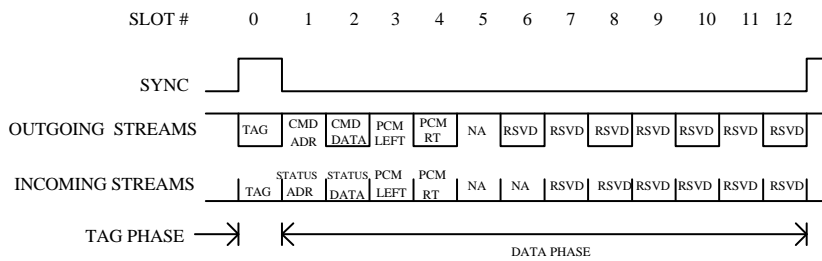 SLOT # 0 1 2 3 4 5 6 7 8 9 10 11 12
SYNC
OUTGOING STREAMS TAG CMD ADR CMD DATA PCM LEFT PCM RT NA RSVD RSVD RSVD RSVD RSVD RSVD RSVD
INCOMING STREAMS TAG STATUS ADR STATUS DATA PCM LEFT PCM RT NA NA RSVD RSVD RSVD RSVD RSVD RSVD
TAG PHASE DATA PHASE